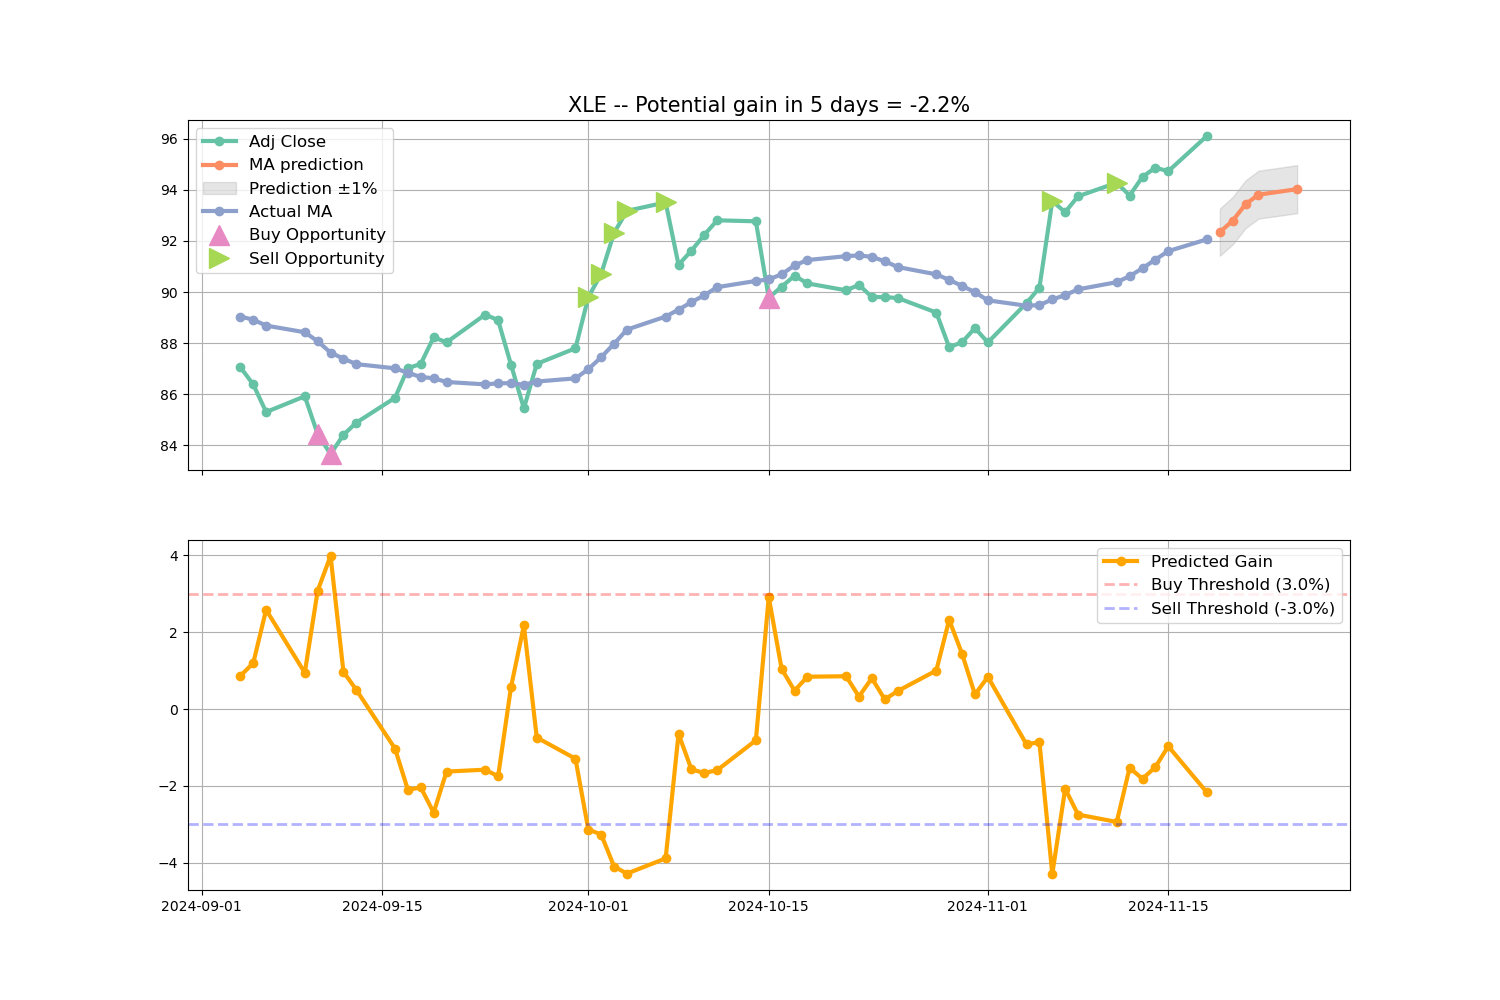 XLE -- Potential gain in 5 days = -2.2%
96
94
92
90
88
86
84
Adj Close
MA prediction
Prediction ±1%
Actual MA
Buy Opportunity
Sell Opportunity
4
2
0
−2
−4
Predicted Gain
Buy Threshold (3.0%)
Sell Threshold (-3.0%)
2024-09-01
2024-09-15
2024-10-01
2024-10-15
2024-11-01
2024-11-15